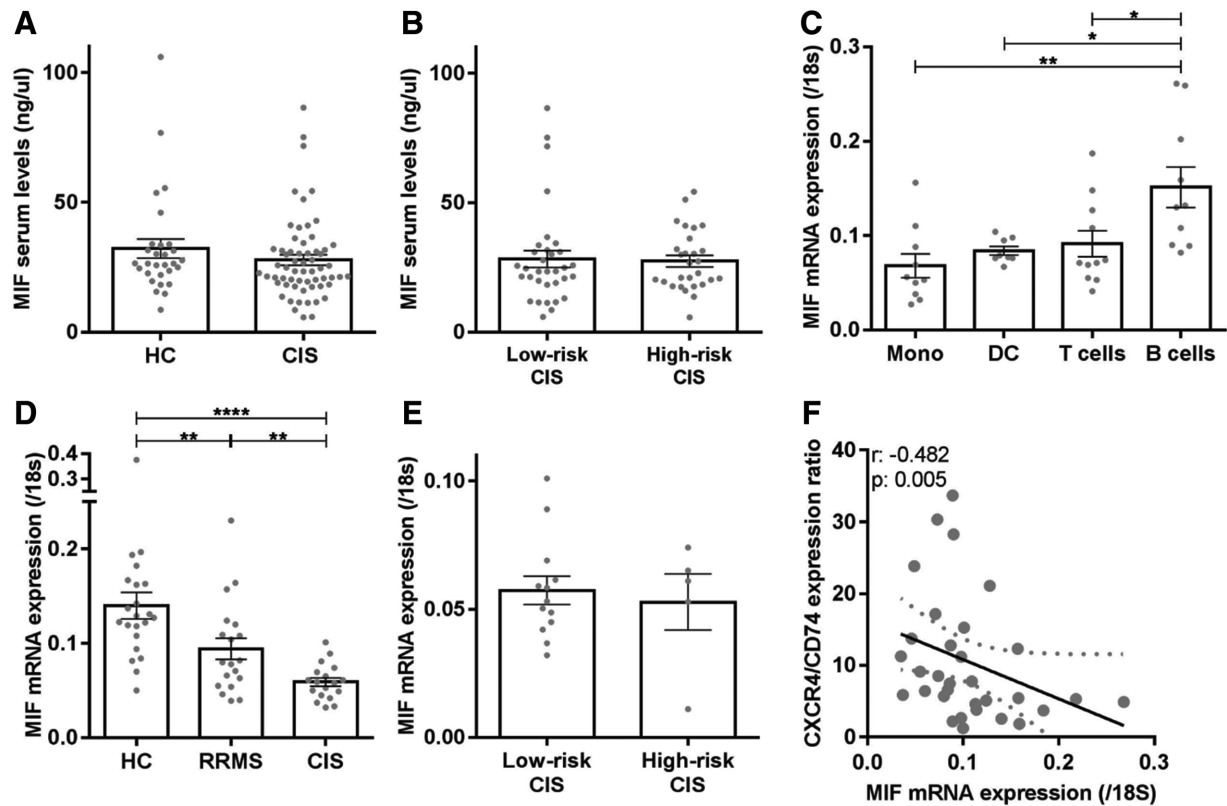 A
MIF serum levels (ng/ul)
100
50
0
HC
CIS
B
MIF serum levels (ng/ul)
100
50
0
Low-risk
CIS
High-risk
CIS
C
MIF mRNA expression (/18s)
0.3
0.2
0.1
0.0
*
*
**
Mono
DC
T cells
B cells
D
MIF mRNA expression (/18s)
0.4
0.3
0.2
0.1
0.0
****
**
**
HC
RRMS
CIS
E
MIF mRNA expression (/18s)
0.10
0.05
0.00
Low-risk
CIS
High-risk
CIS
F
CXCR4/CD74 expression ratio
40
30
20
10
0
r: -0.482
p: 0.005
0.0
0.1
0.2
0.3
MIF mRNA expression (/18S)